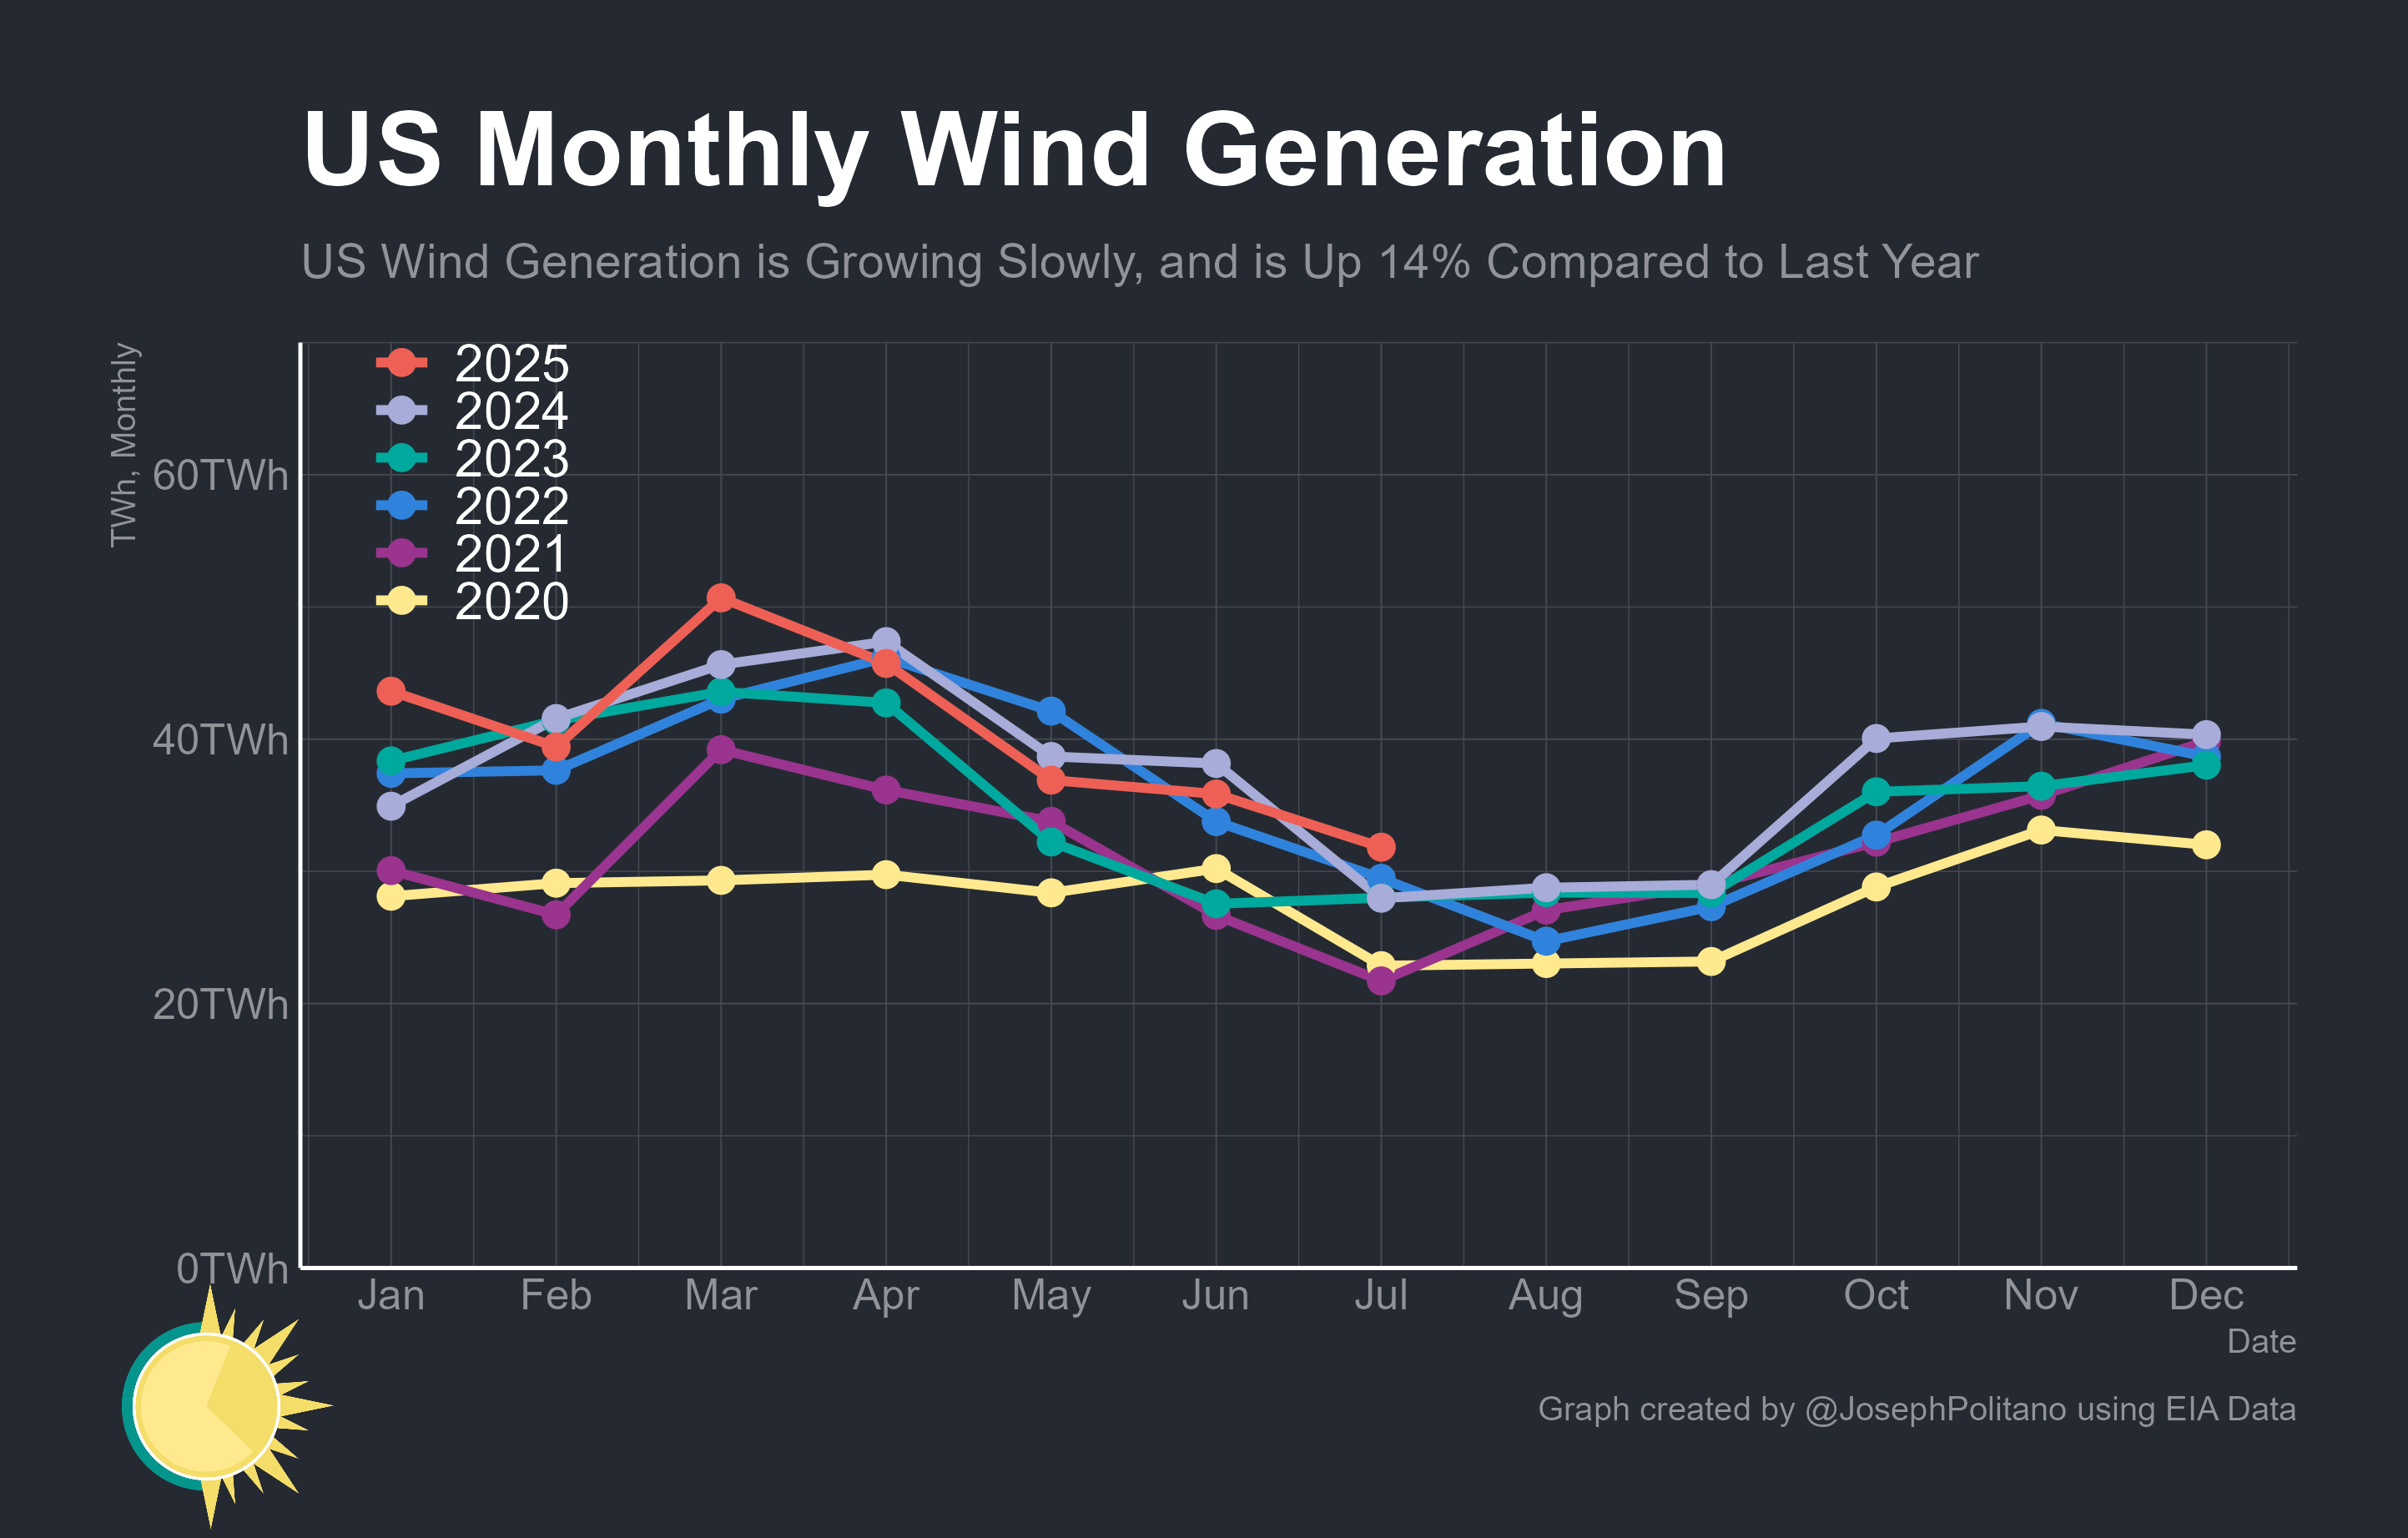 US Monthly Wind Generation
US Wind Generation is Growing Slowly, and is Up 14% Compared to Last Year
TWh, Monthly
2025
2024
2023
2022
2021
2020
60TWh
40TWh
20TWh
0TWh
Jan Feb Mar Apr May Jun Jul Aug Sep Oct Nov Dec
Date
Graph created by @JosephPolitano using EIA Data